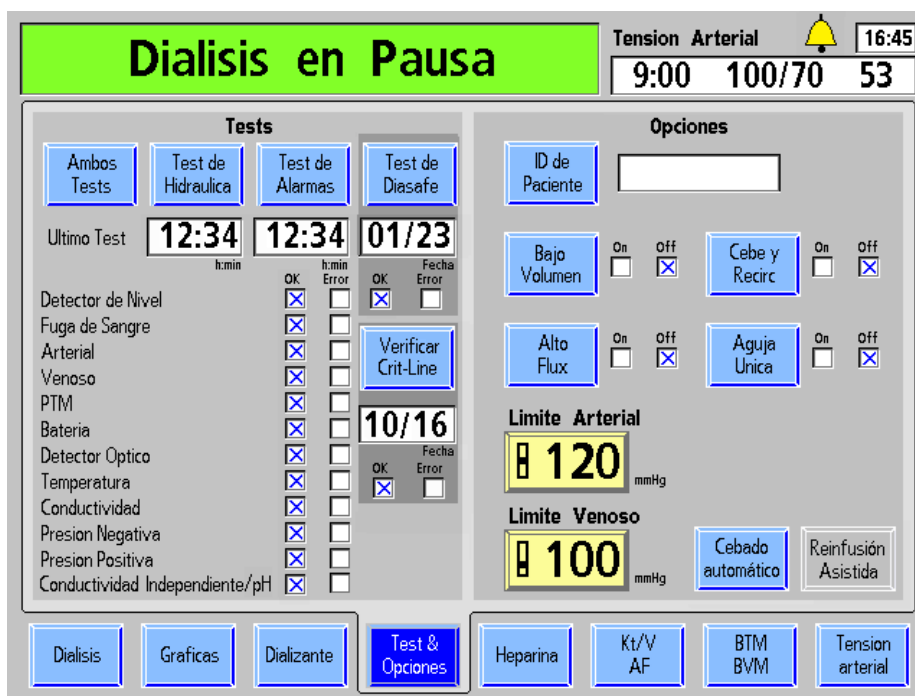 Dialisis en Pausa
Tension Arterial
16:45
9:00 100/70 53
Tests
Ambos
Tests
Test de
Hidraulica
Test de
Alarmas
Test de
Diasafe
Ultimo Test 12:34 12:34 01/23
h:min h:min Fecha
OK Error OK Error
Detector de Nivel
Fuga de Sangre
Arterial
Venoso
PTM
Bateria
Detector Optico
Temperatura
Conductividad
Presion Negativa
Presion Positiva
Conductividad Independiente/pH
Verificar
Crit-Line
10/16
Fecha
OK Error
Opciones
ID de
Paciente
Bajo
Volumen
On Off
Cebe y
Recirc
On Off
Alto
Flux
On Off
Aguja
Unica
On Off
Limite Arterial
120 mmHg
Limite Venoso
100 mmHg
Cebado
automático
Reinfusión
Asistida
Dialisis
Graficas
Dializante
Test &
Opciones
Heparina
Kt/V
AF
BTM
BVM
Tension
arterial